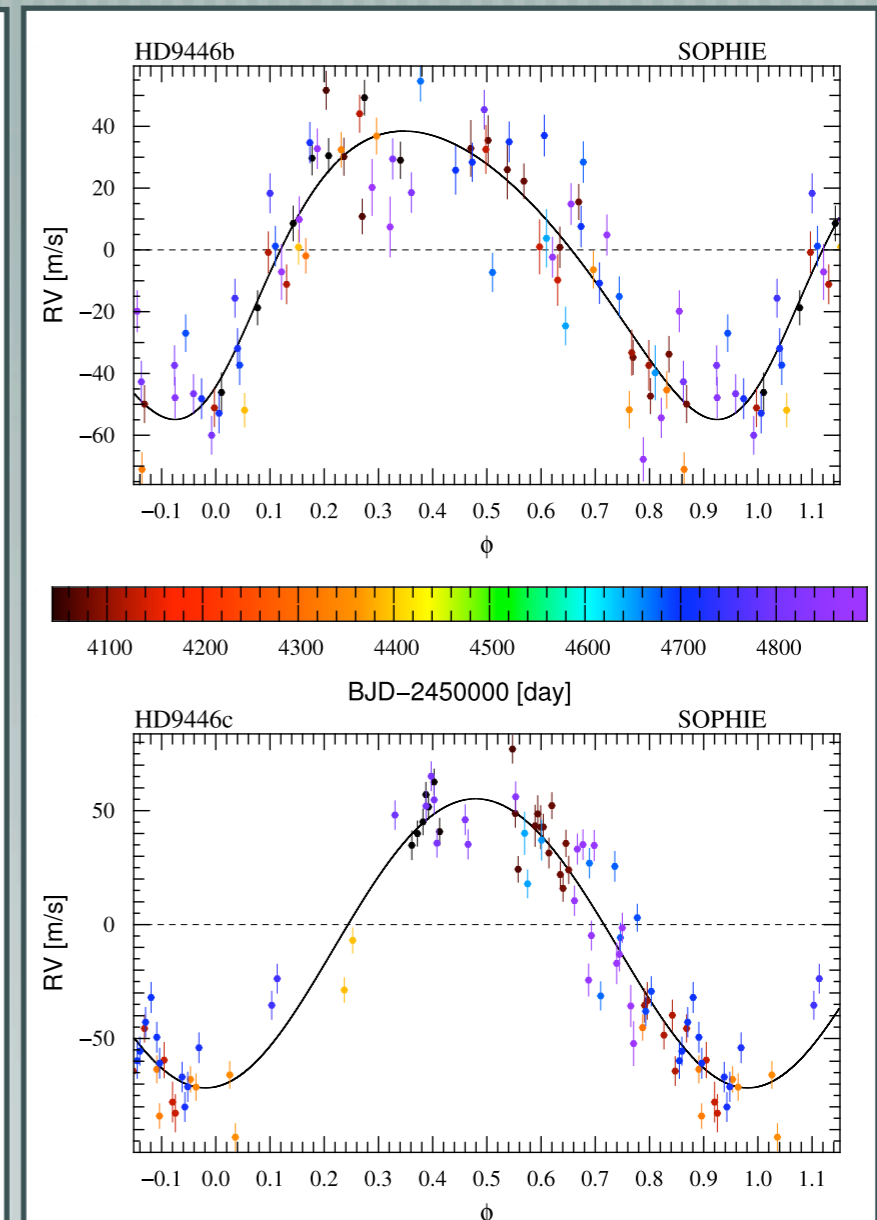 HD9446b SOPHIE
40
20
0
−20
−40
−60
RV [m/s]
−0.1 0.0 0.1 0.2 0.3 0.4 0.5 0.6 0.7 0.8 0.9 1.0 1.1
ϕ
4100 4200 4300 4400 4500 4600 4700 4800
BJD−2450000 [day]
HD9446c SOPHIE
50
0
−50
RV [m/s]
−0.1 0.0 0.1 0.2 0.3 0.4 0.5 0.6 0.7 0.8 0.9 1.0 1.1
ϕ